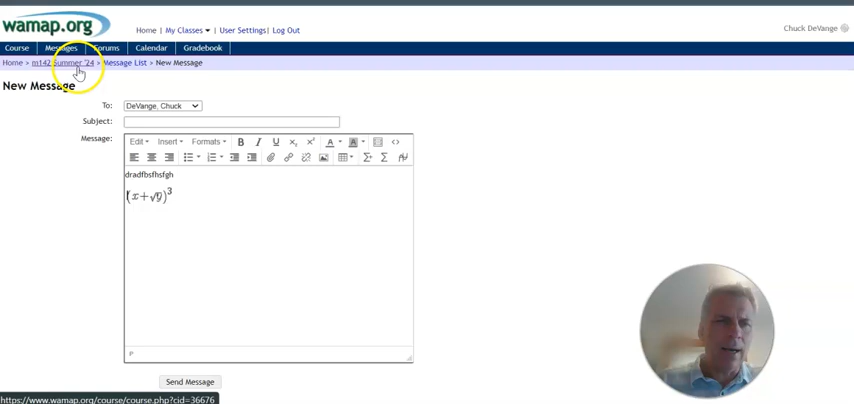 wamap.org
Home | My Classes | User Settings | Log Out
Chuck DeVange
Course Messages Forums Calendar Gradebook
Home > m142 Summer '24 > Message List > New Message
New Message
To: DeVange, Chuck
Subject:
Message:
Edit Insert Formats B I U x₂ x² A A <>
Σ+ Σ
dradfbsfhsfgh
(x+√y)³
P
Send Message
https://www.wamap.org/course/course.php?cid=36676